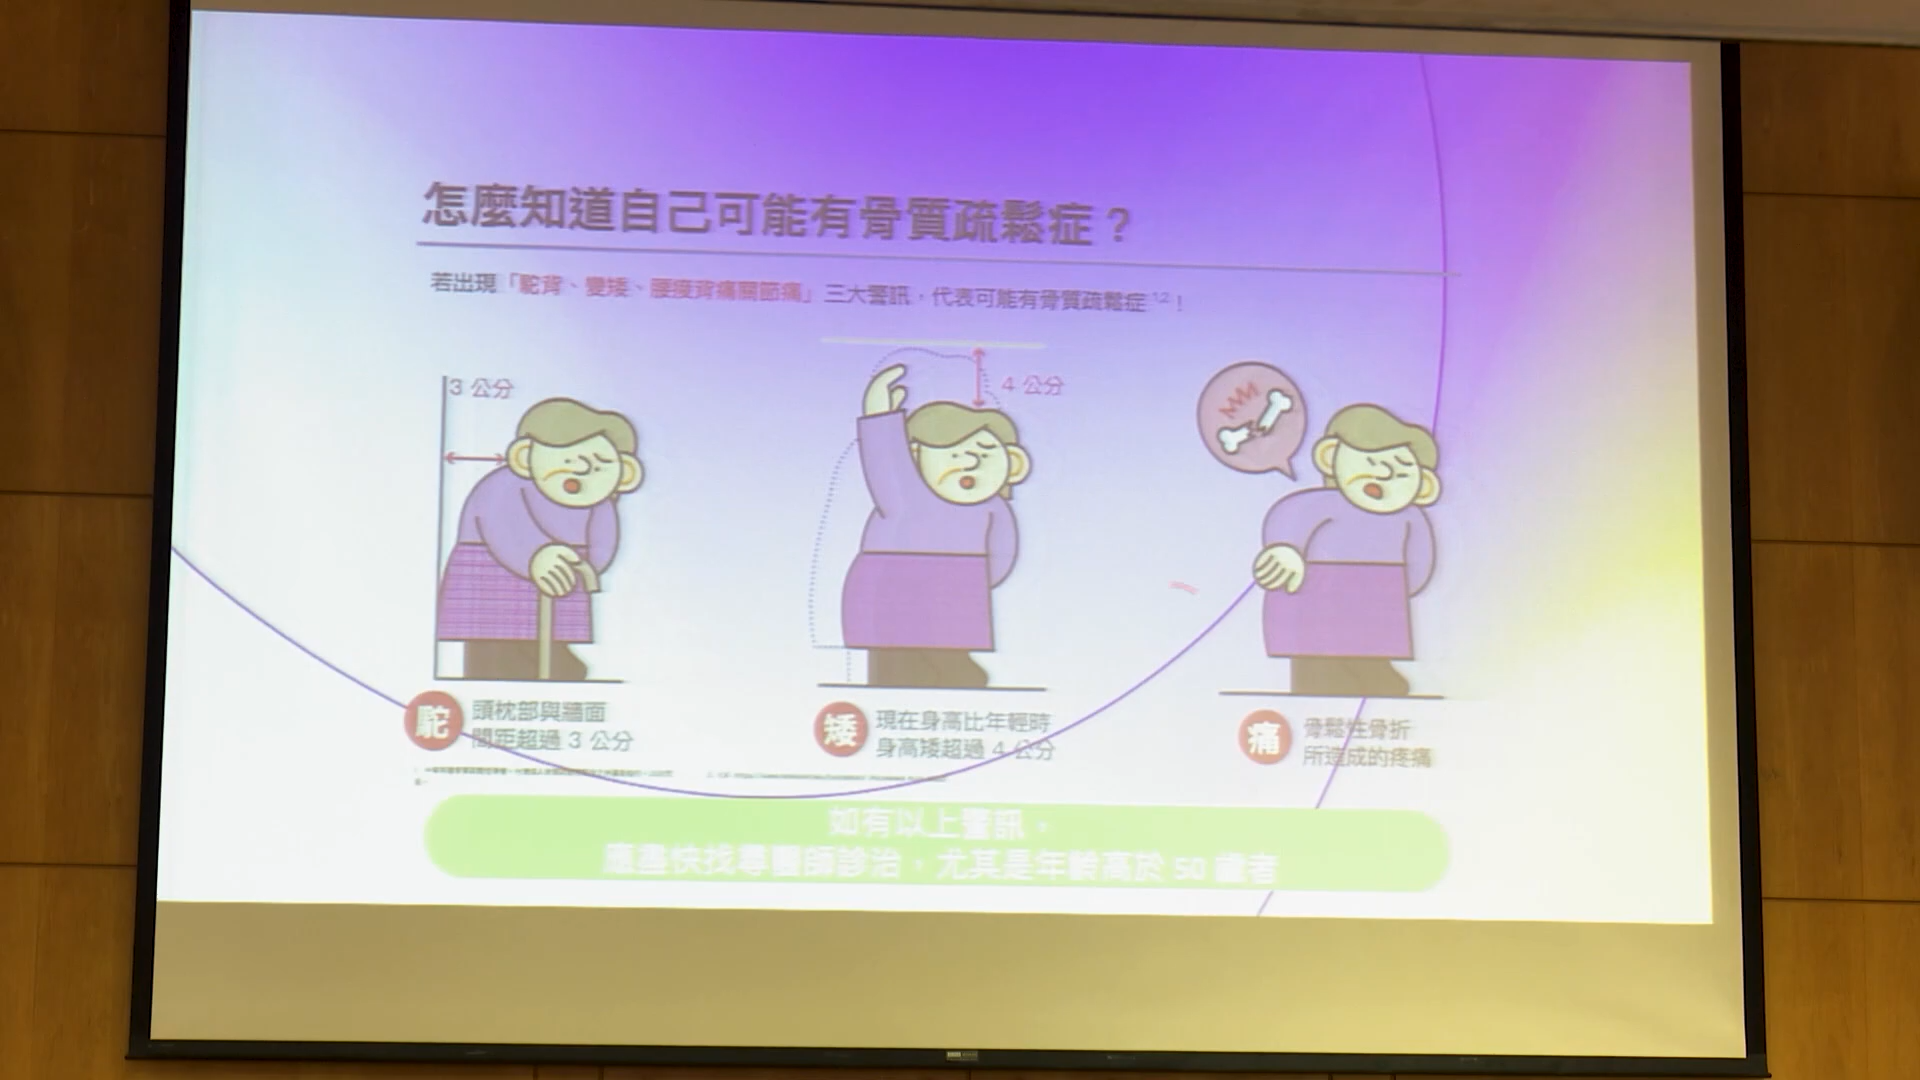 怎麼知道自己可能有骨質疏鬆症？
若出現「駝背、變矮、腰痠背痛關節痛」三大警訊，代表可能有骨質疏鬆症1,2！
3 公分
4 公分
駝
頭枕部與牆面
間距超過 3 公分
矮
現在身高比年輕時
身高矮超過 4 公分
痛
骨鬆性骨折
所造成的疼痛
如有以上警訊，
應盡快找尋醫師診治，尤其是年齡高於 50 歲者